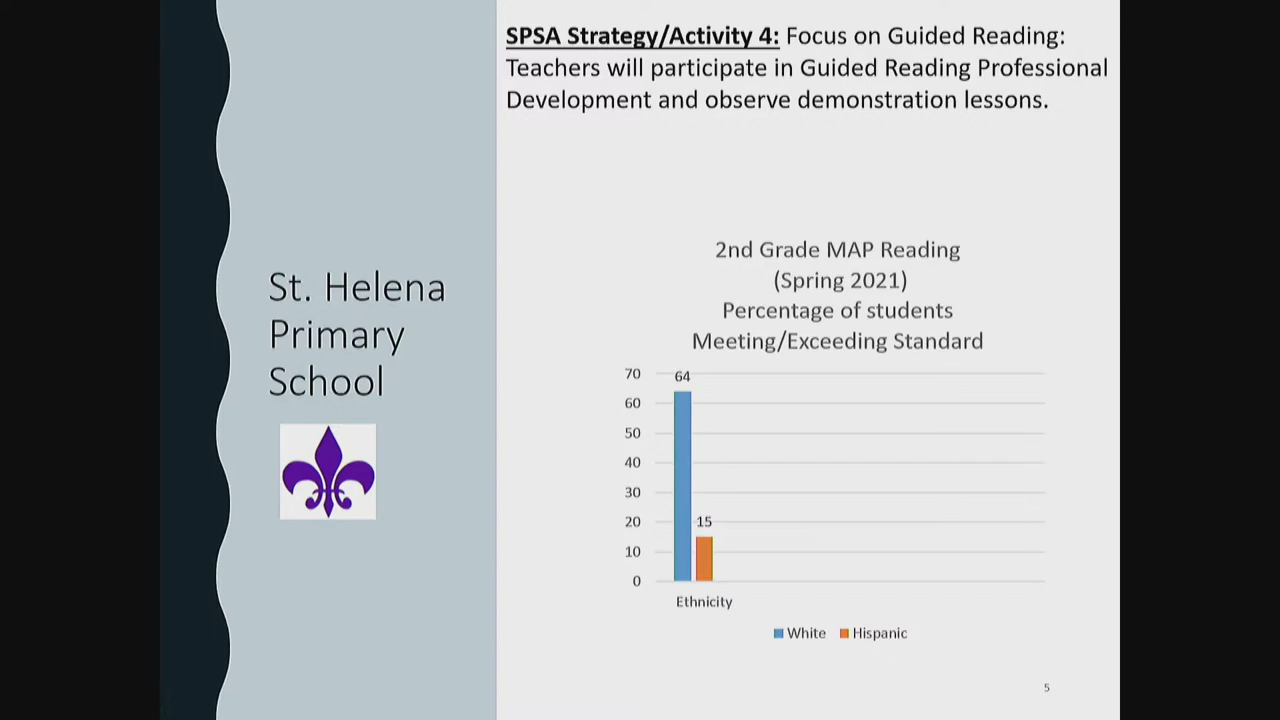 SPSA Strategy/Activity 4: Focus on Guided Reading:
Teachers will participate in Guided Reading Professional
Development and observe demonstration lessons.
St. Helena
Primary
School
2nd Grade MAP Reading
(Spring 2021)
Percentage of students
Meeting/Exceeding Standard
70
60
50
40
30
20
10
0
64
15
Ethnicity
White Hispanic
5